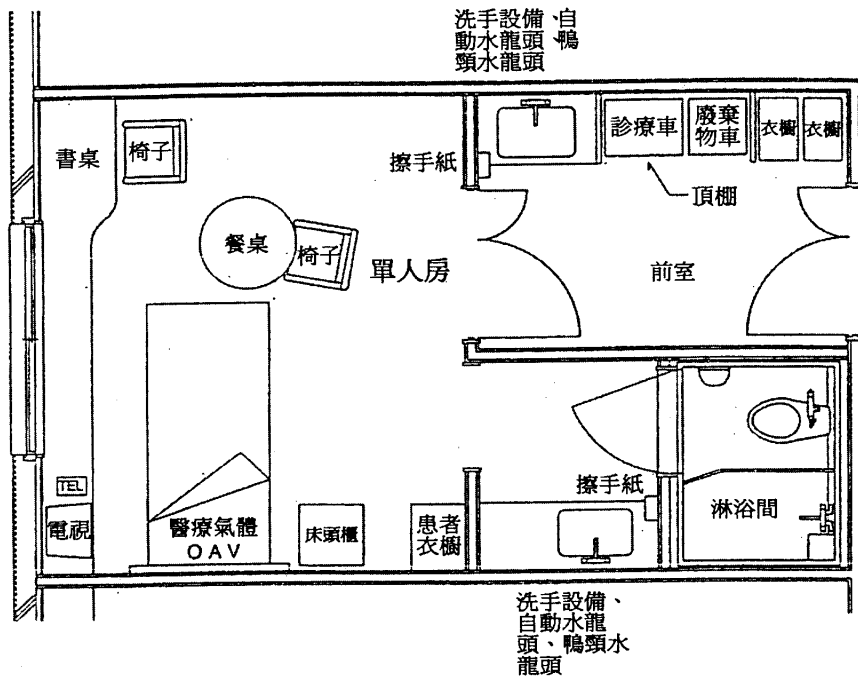 洗手設備、自
動水龍頭、鴨
頸水龍頭
書桌
椅子
擦手紙
診療車
廢棄
物車
衣櫥
衣櫥
頂棚
餐桌
椅子
單人房
前室
TEL
電視
醫療氣體
OAV
床頭櫃
患者
衣櫥
擦手紙
淋浴間
洗手設備、
自動水龍
頭、鴨頸水
龍頭